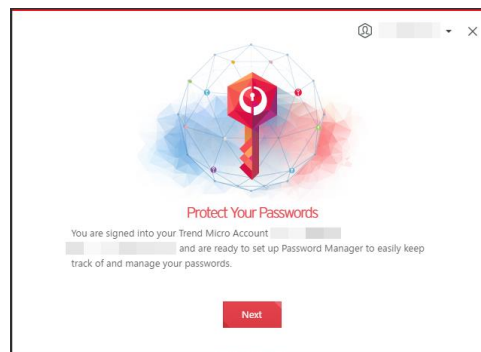 Protect Your Passwords
You are signed into your Trend Micro Account
and are ready to set up Password Manager to easily keep
track of and manage your passwords.
Next